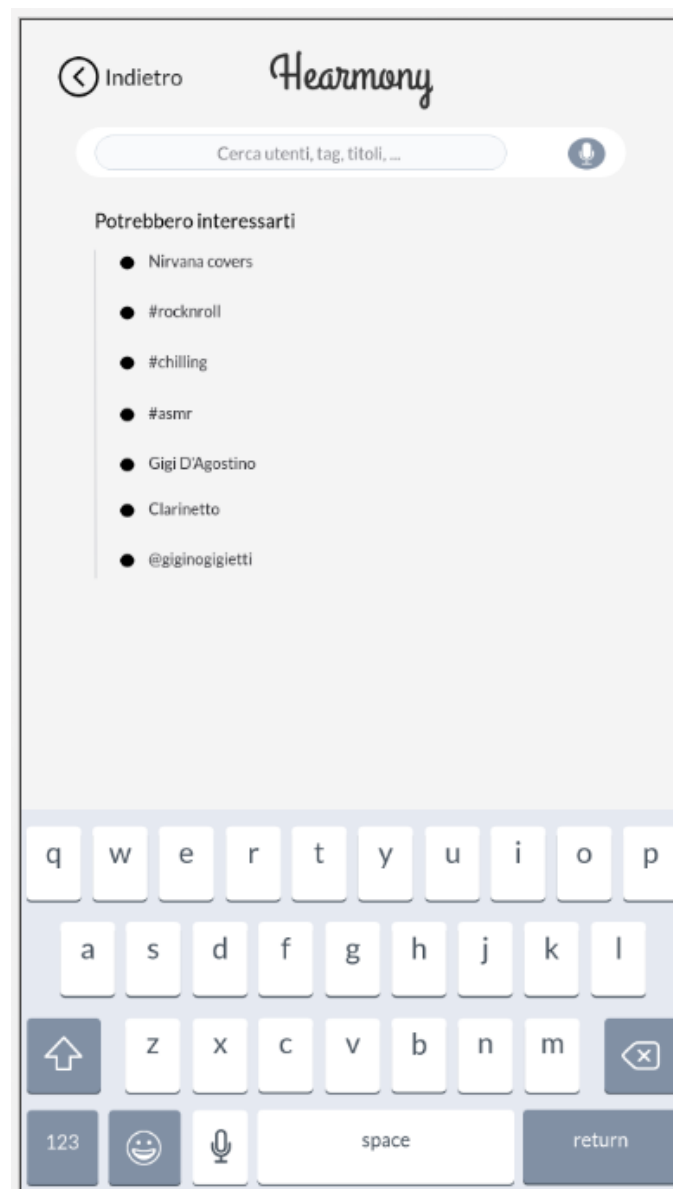 Indietro
Hearmony
Cerca utenti, tag, titoli, ...
Potrebbero interessarti
Nirvana covers
#rocknroll
#chilling
#asmr
Gigi D'Agostino
Clarinetto
@giginogigietti
q w e r t y u i o p
a s d f g h j k l
z x c v b n m
123 space return